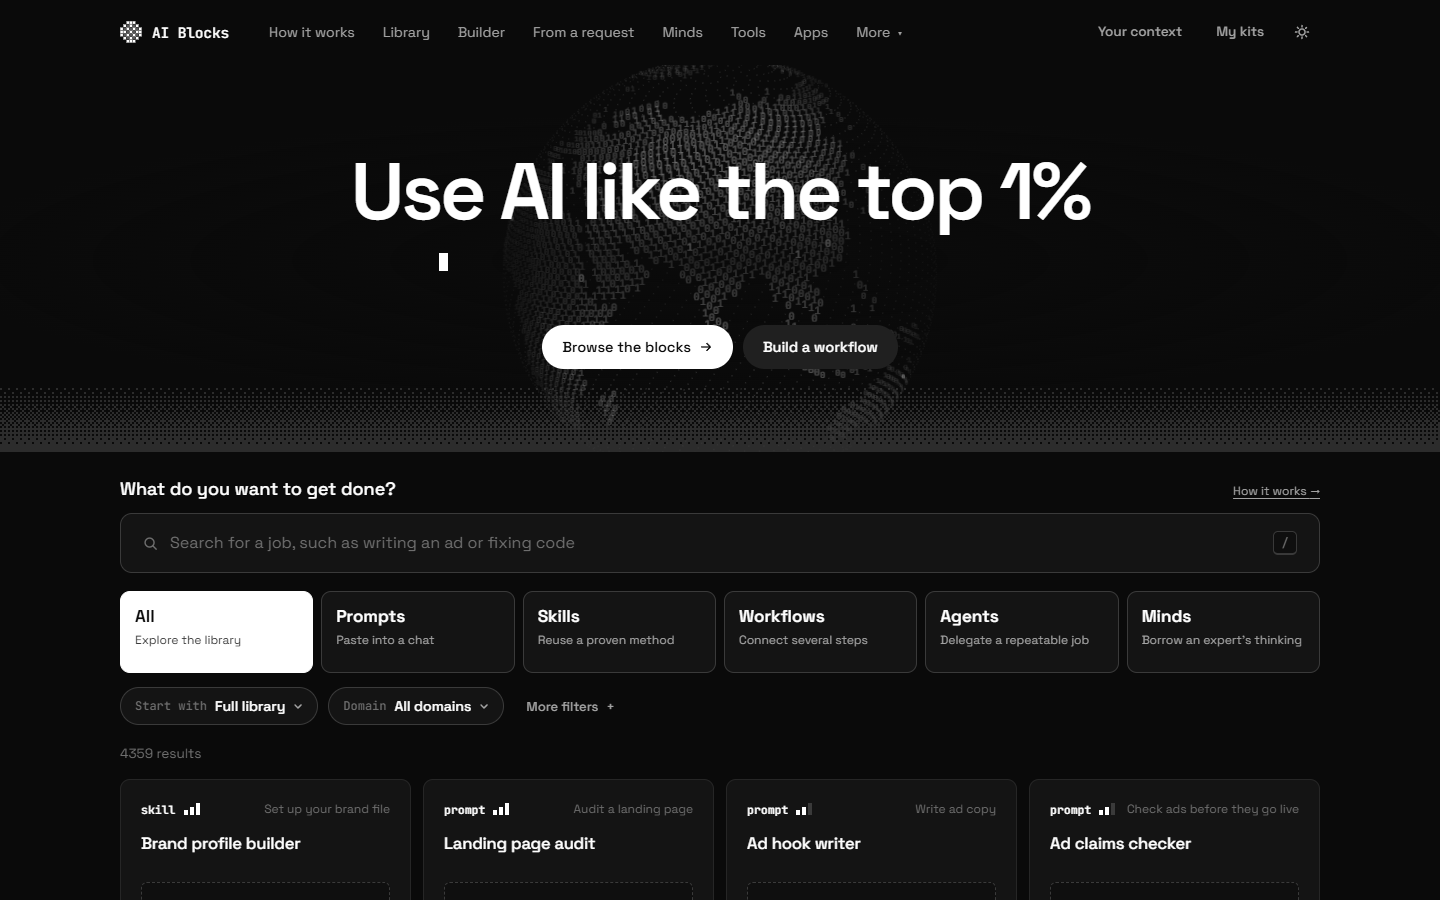 AI Blocks
How it works
Library
Builder
From a request
Minds
Tools
Apps
More
Your context
My kits
Use AI like the top 1%
Browse the blocks →
Build a workflow
What do you want to get done?
How it works →
Search for a job, such as writing an ad or fixing code
/
All
Explore the library
Prompts
Paste into a chat
Skills
Reuse a proven method
Workflows
Connect several steps
Agents
Delegate a repeatable job
Minds
Borrow an expert's thinking
Start with Full library
Domain All domains
More filters +
4359 results
skill
Set up your brand file
Brand profile builder
prompt
Audit a landing page
Landing page audit
prompt
Write ad copy
Ad hook writer
prompt
Check ads before they go live
Ad claims checker